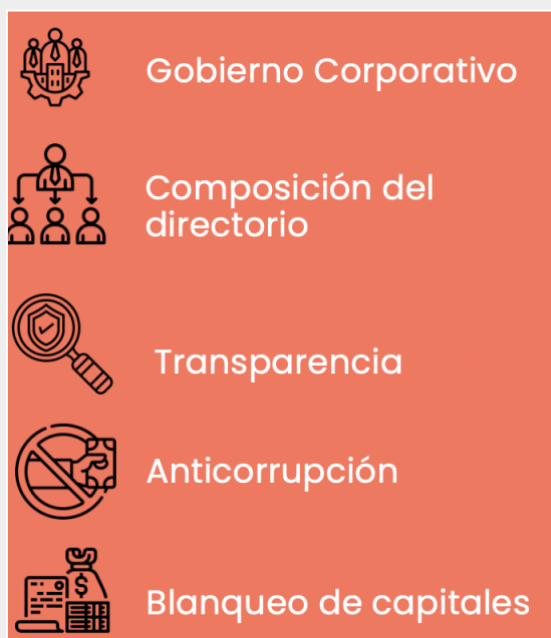 Gobierno Corporativo
Composición del
directorio
Transparencia
Anticorrupción
$
Blanqueo de capitales